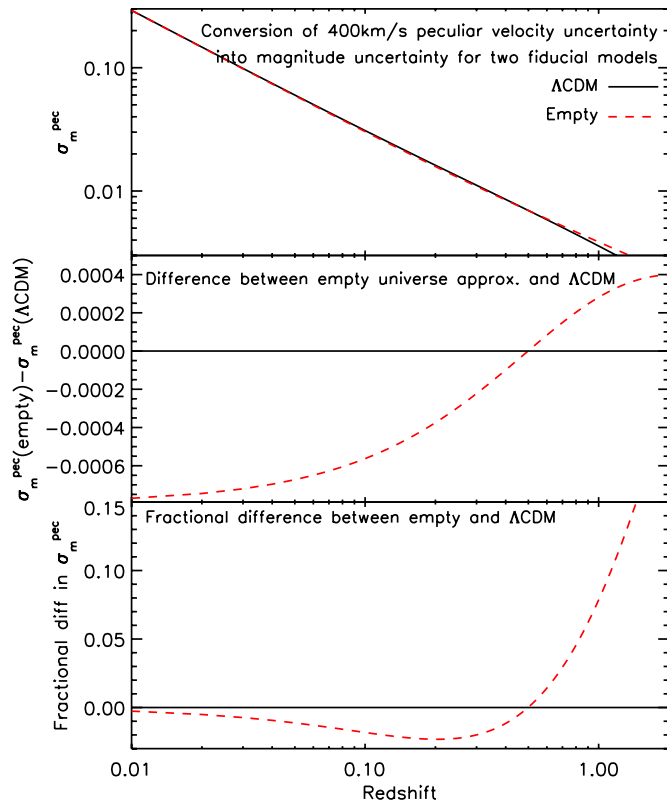 Conversion of 400km/s peculiar velocity uncertainty
into magnitude uncertainty for two fiducial models
ΛCDM
Empty
0.10
0.01
σ_m^pec
Difference between empty universe approx. and ΛCDM
0.0004
0.0002
0.0000
-0.0002
-0.0004
-0.0006
σ_m^pec(empty)-σ_m^pec(ΛCDM)
Fractional difference between empty and ΛCDM
0.15
0.10
0.05
0.00
Fractional diff in σ_m^pec
0.01 0.10 1.00
Redshift